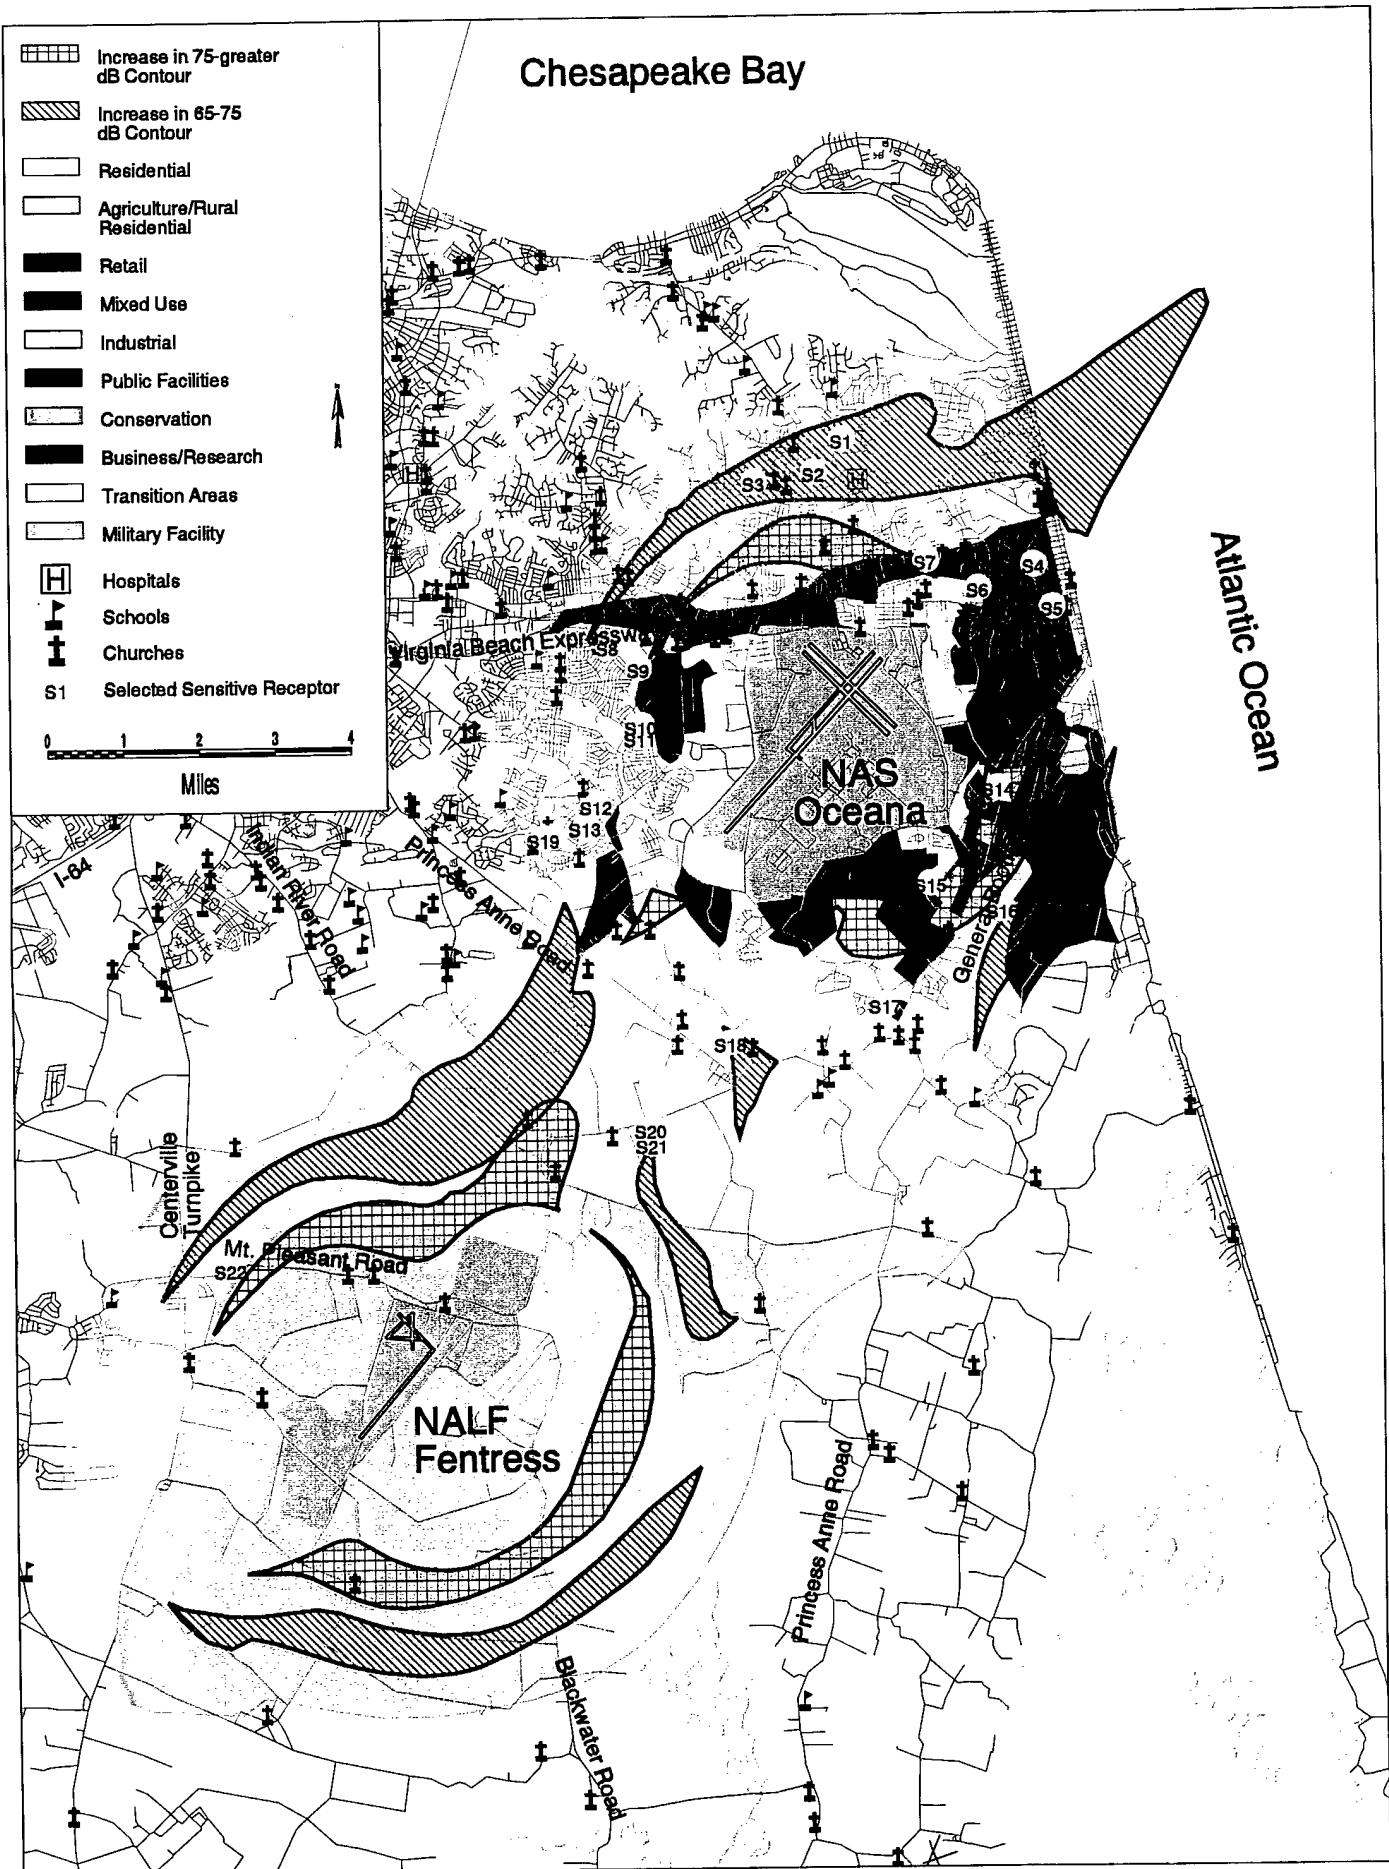 Increase in 75-greater
dB Contour
Increase in 65-75
dB Contour
Residential
Agriculture/Rural
Residential
Retail
Mixed Use
Industrial
Public Facilities
Conservation
Business/Research
Transition Areas
Military Facility
H Hospitals
Schools
Churches
S1 Selected Sensitive Receptor
0 1 2 3 4
Miles
Chesapeake Bay
Atlantic Ocean
H
S1
S2
S3
H
S7
S4
S6
S5
Virginia Beach Expressway
S8
S9
S10
S11
NAS
Oceana
S14
S12
S13
S19
S15
S16
I-64
Indian River Road
Princess Anne Road
S17
S18
S20
S21
Centerville
Turnpike
Mt. Pleasant Road
S22
NALF
Fentress
Princess Anne Road
Blackwater Road